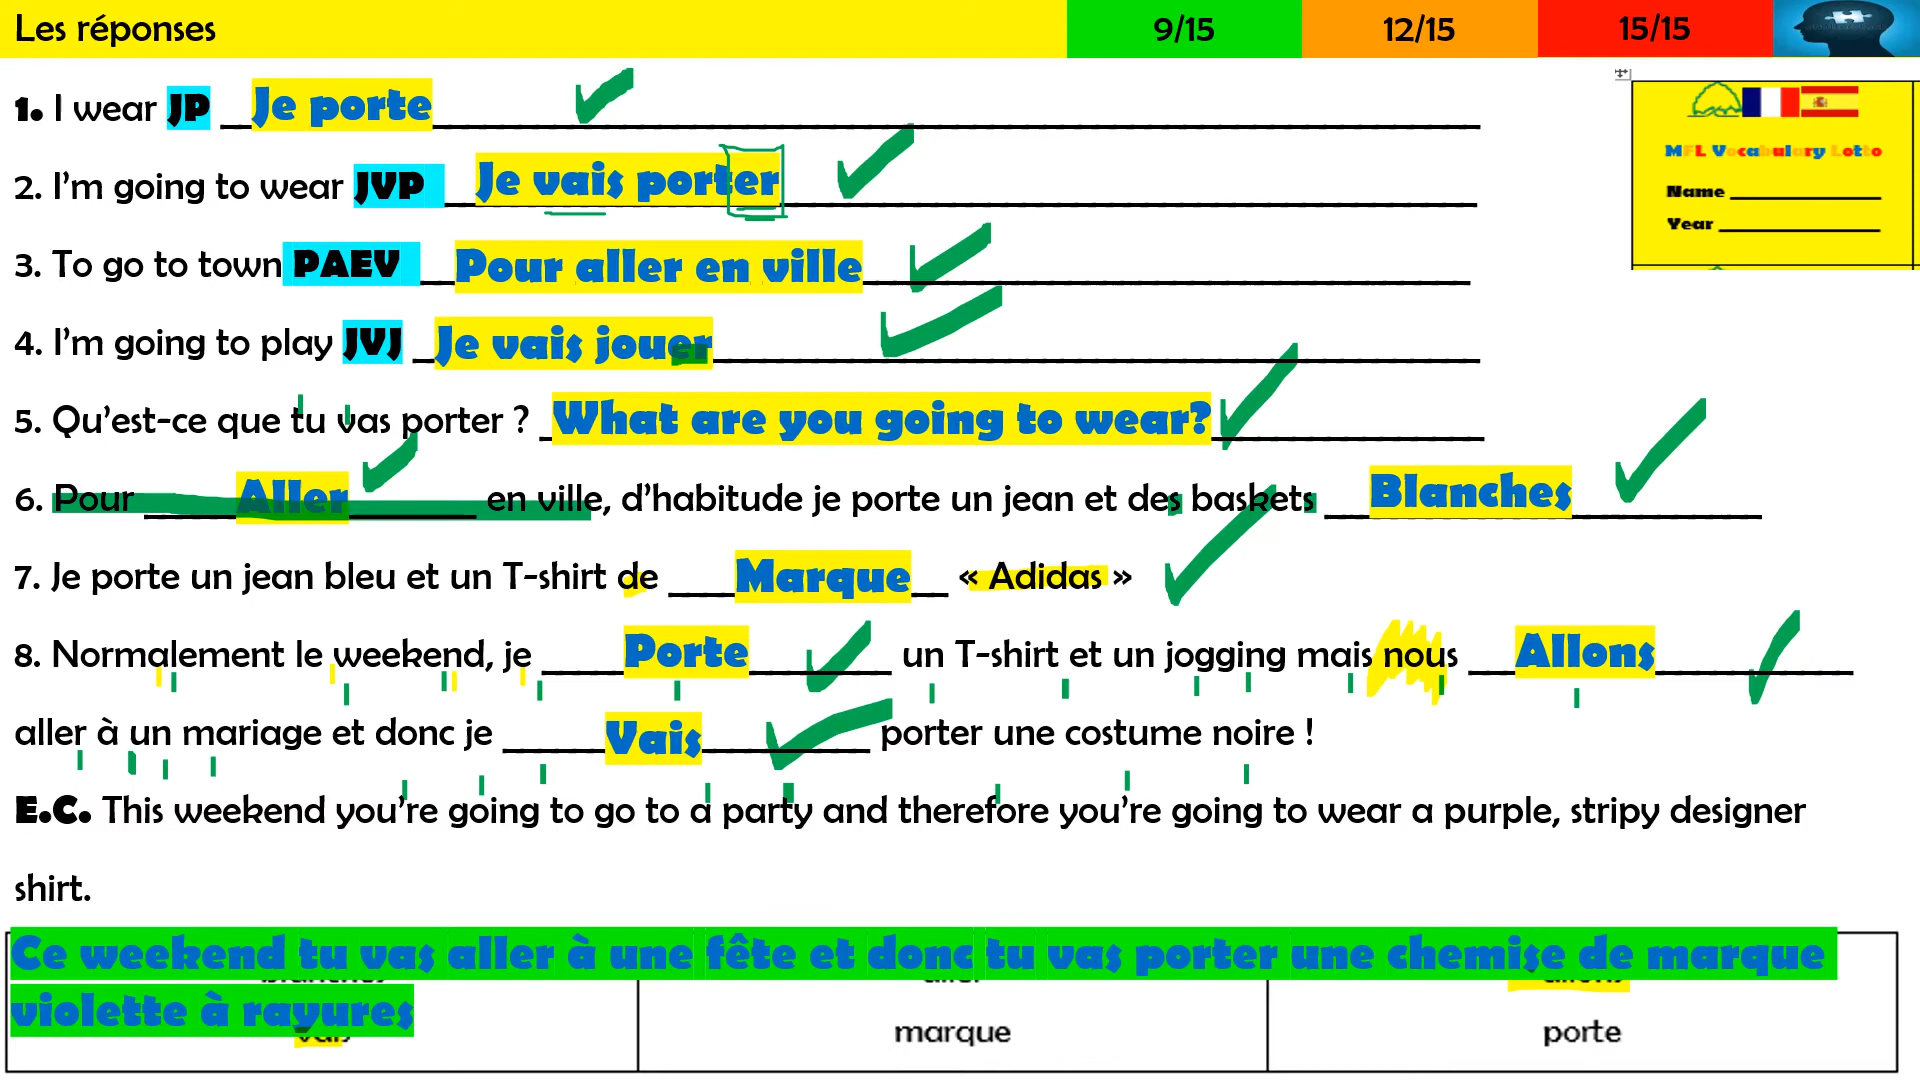 Les réponses 9/15 12/15 15/15
1. I wear JP Je porte
2. I'm going to wear JVP Je vais porter
3. To go to town PAEV Pour aller en ville
4. I'm going to play JVJ Je vais jouer
5. Qu'est-ce que tu vas porter ? What are you going to wear?
6. Pour Aller en ville, d'habitude je porte un jean et des baskets Blanches
7. Je porte un jean bleu et un T-shirt de Marque « Adidas »
8. Normalement le weekend, je Porte un T-shirt et un jogging mais nous Allons
aller à un mariage et donc je Vais porter une costume noire !
E.C. This weekend you're going to go to a party and therefore you're going to wear a purple, stripy designer
shirt.
Ce weekend tu vas aller à une fête et donc tu vas porter une chemise de marque
violette à rayures
vais marque porte
MFL Vocabulary Lotto
Name
Year